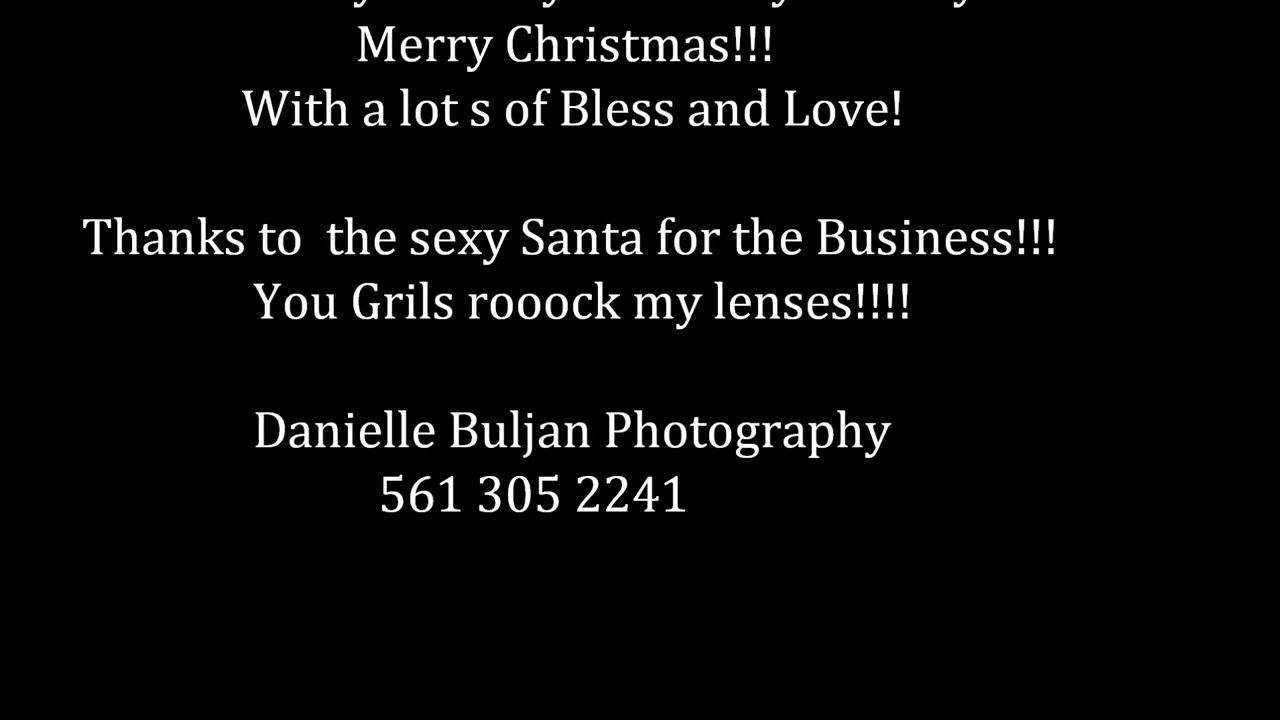 Merry Christmas!!!
With a lot s of Bless and Love!
Thanks to  the sexy Santa for the Business!!!
You Grils rooock my lenses!!!!
Danielle Buljan Photography
561 305 2241